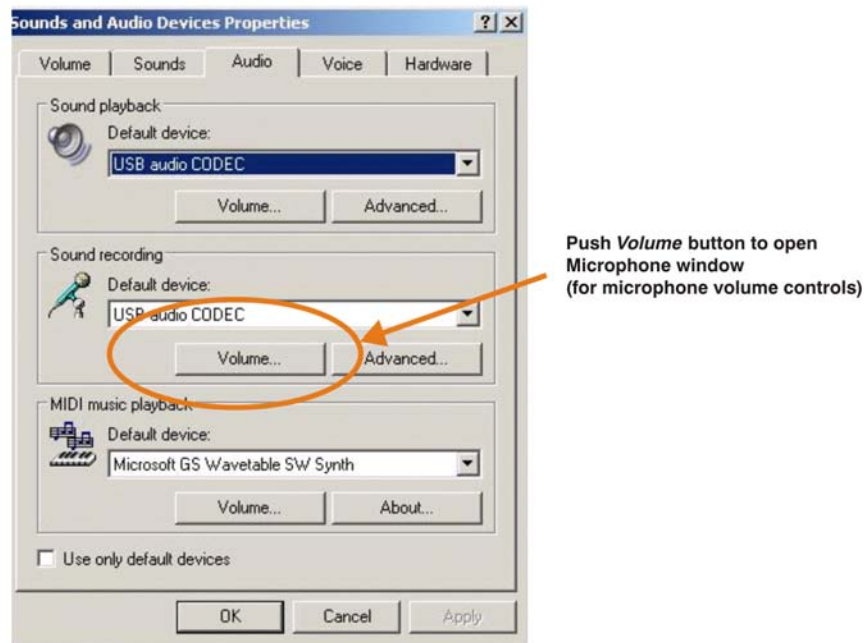 Sounds and Audio Devices Properties
Volume
Sounds
Audio
Voice
Hardware
Sound playback
Default device:
USB audio CODEC
Volume...
Advanced...
Sound recording
Default device:
USB audio CODEC
Volume...
Advanced...
Push Volume button to open
Microphone window
(for microphone volume controls)
MIDI music playback
Default device:
Microsoft GS Wavetable SW Synth
Volume...
About...
Use only default devices
OK
Cancel
Apply